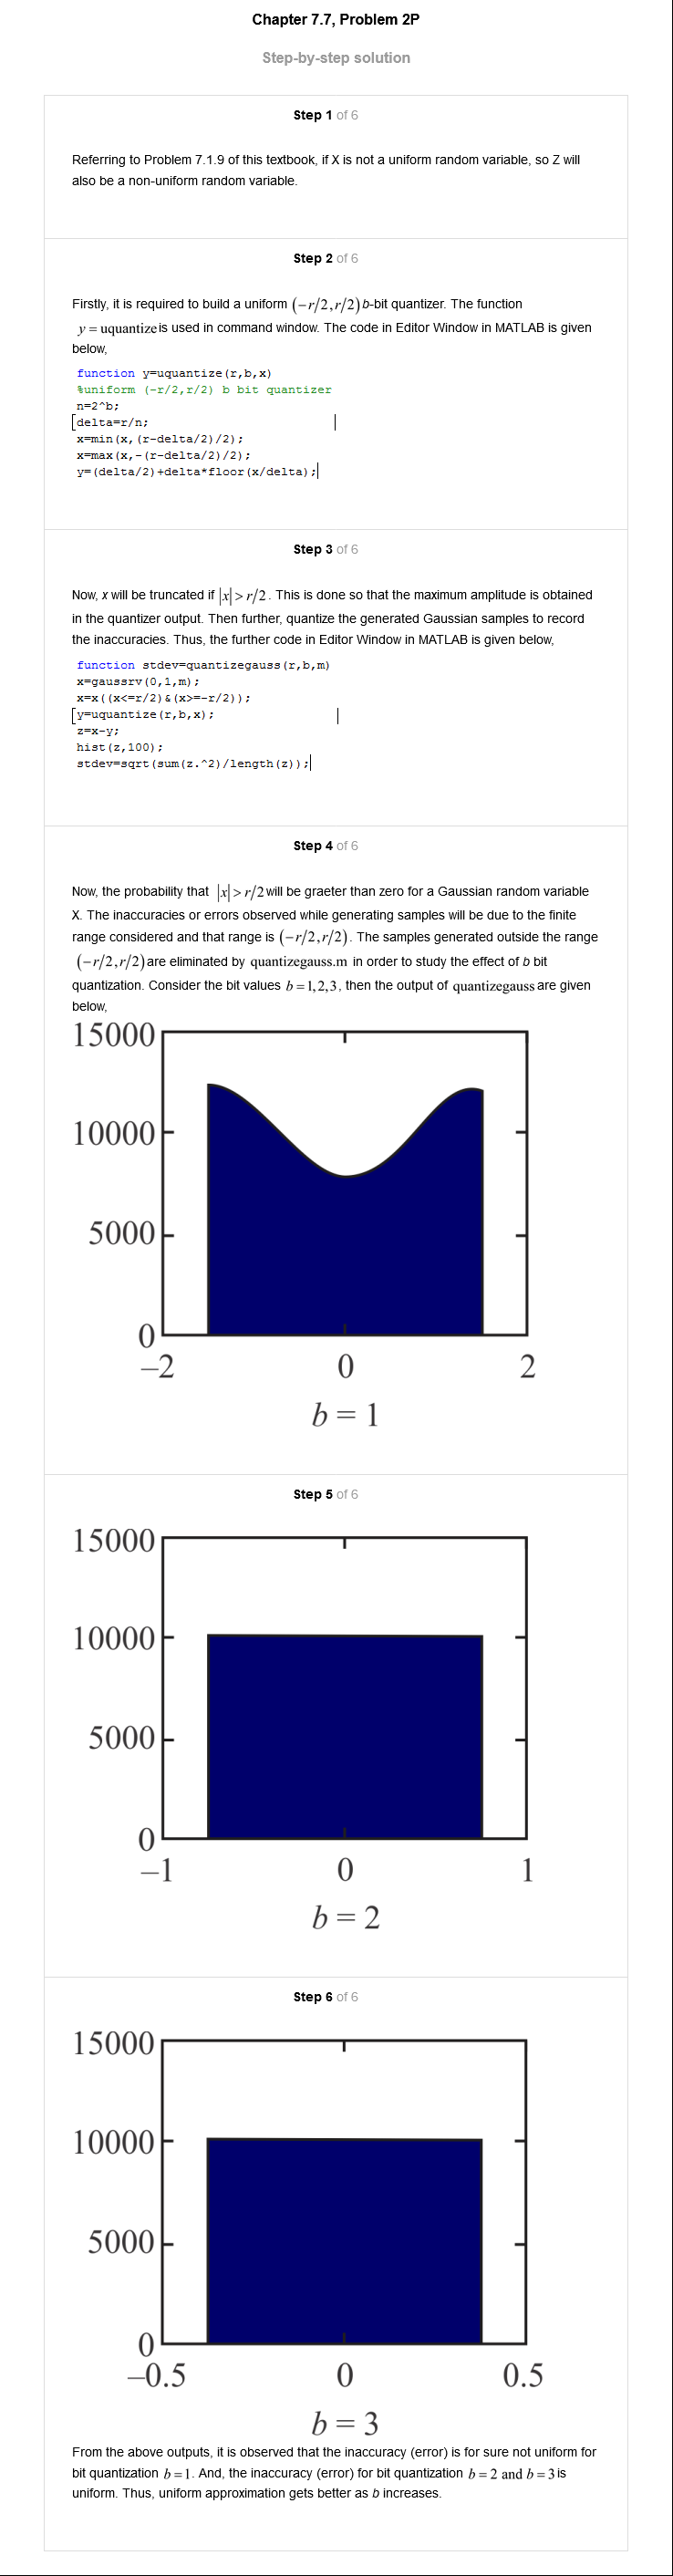 Chapter 7.7, Problem 2P
Step-by-step solution
Step 1 of 6
Referring to Problem 7.1.9 of this textbook, if X is not a uniform random variable, so Z will
also be a non-uniform random variable.
Step 2 of 6
Firstly, it is required to build a uniform (−r/2,r/2) b-bit quantizer. The function
y = uquantize is used in command window. The code in Editor Window in MATLAB is given
below,
function y=uquantize(r,b,x)
%uniform (-r/2,r/2) b bit quantizer
n=2^b;
delta=r/n;
x=min(x,(r-delta/2)/2);
x=max(x,-(r-delta/2)/2);
y=(delta/2)+delta*floor(x/delta);
Step 3 of 6
Now, x will be truncated if |x| > r/2. This is done so that the maximum amplitude is obtained
in the quantizer output. Then further, quantize the generated Gaussian samples to record
the inaccuracies. Thus, the further code in Editor Window in MATLAB is given below,
function stdev=quantizegauss(r,b,m)
x=gaussrv(0,1,m);
x=x((x<=r/2)&(x>=-r/2));
y=uquantize(r,b,x);
z=x-y;
hist(z,100);
stdev=sqrt(sum(z.^2)/length(z));
Step 4 of 6
Now, the probability that |x| > r/2 will be graeter than zero for a Gaussian random variable
X. The inaccuracies or errors observed while generating samples will be due to the finite
range considered and that range is (−r/2,r/2). The samples generated outside the range
(−r/2,r/2) are eliminated by quantizegauss.m in order to study the effect of b bit
quantization. Consider the bit values b = 1,2,3, then the output of quantizegauss are given
below,
15000
10000
5000
0
−2 0 2
b = 1
Step 5 of 6
15000
10000
5000
0
−1 0 1
b = 2
Step 6 of 6
15000
10000
5000
0
−0.5 0 0.5
b = 3
From the above outputs, it is observed that the inaccuracy (error) is for sure not uniform for
bit quantization b = 1. And, the inaccuracy (error) for bit quantization b = 2 and b = 3 is
uniform. Thus, uniform approximation gets better as b increases.